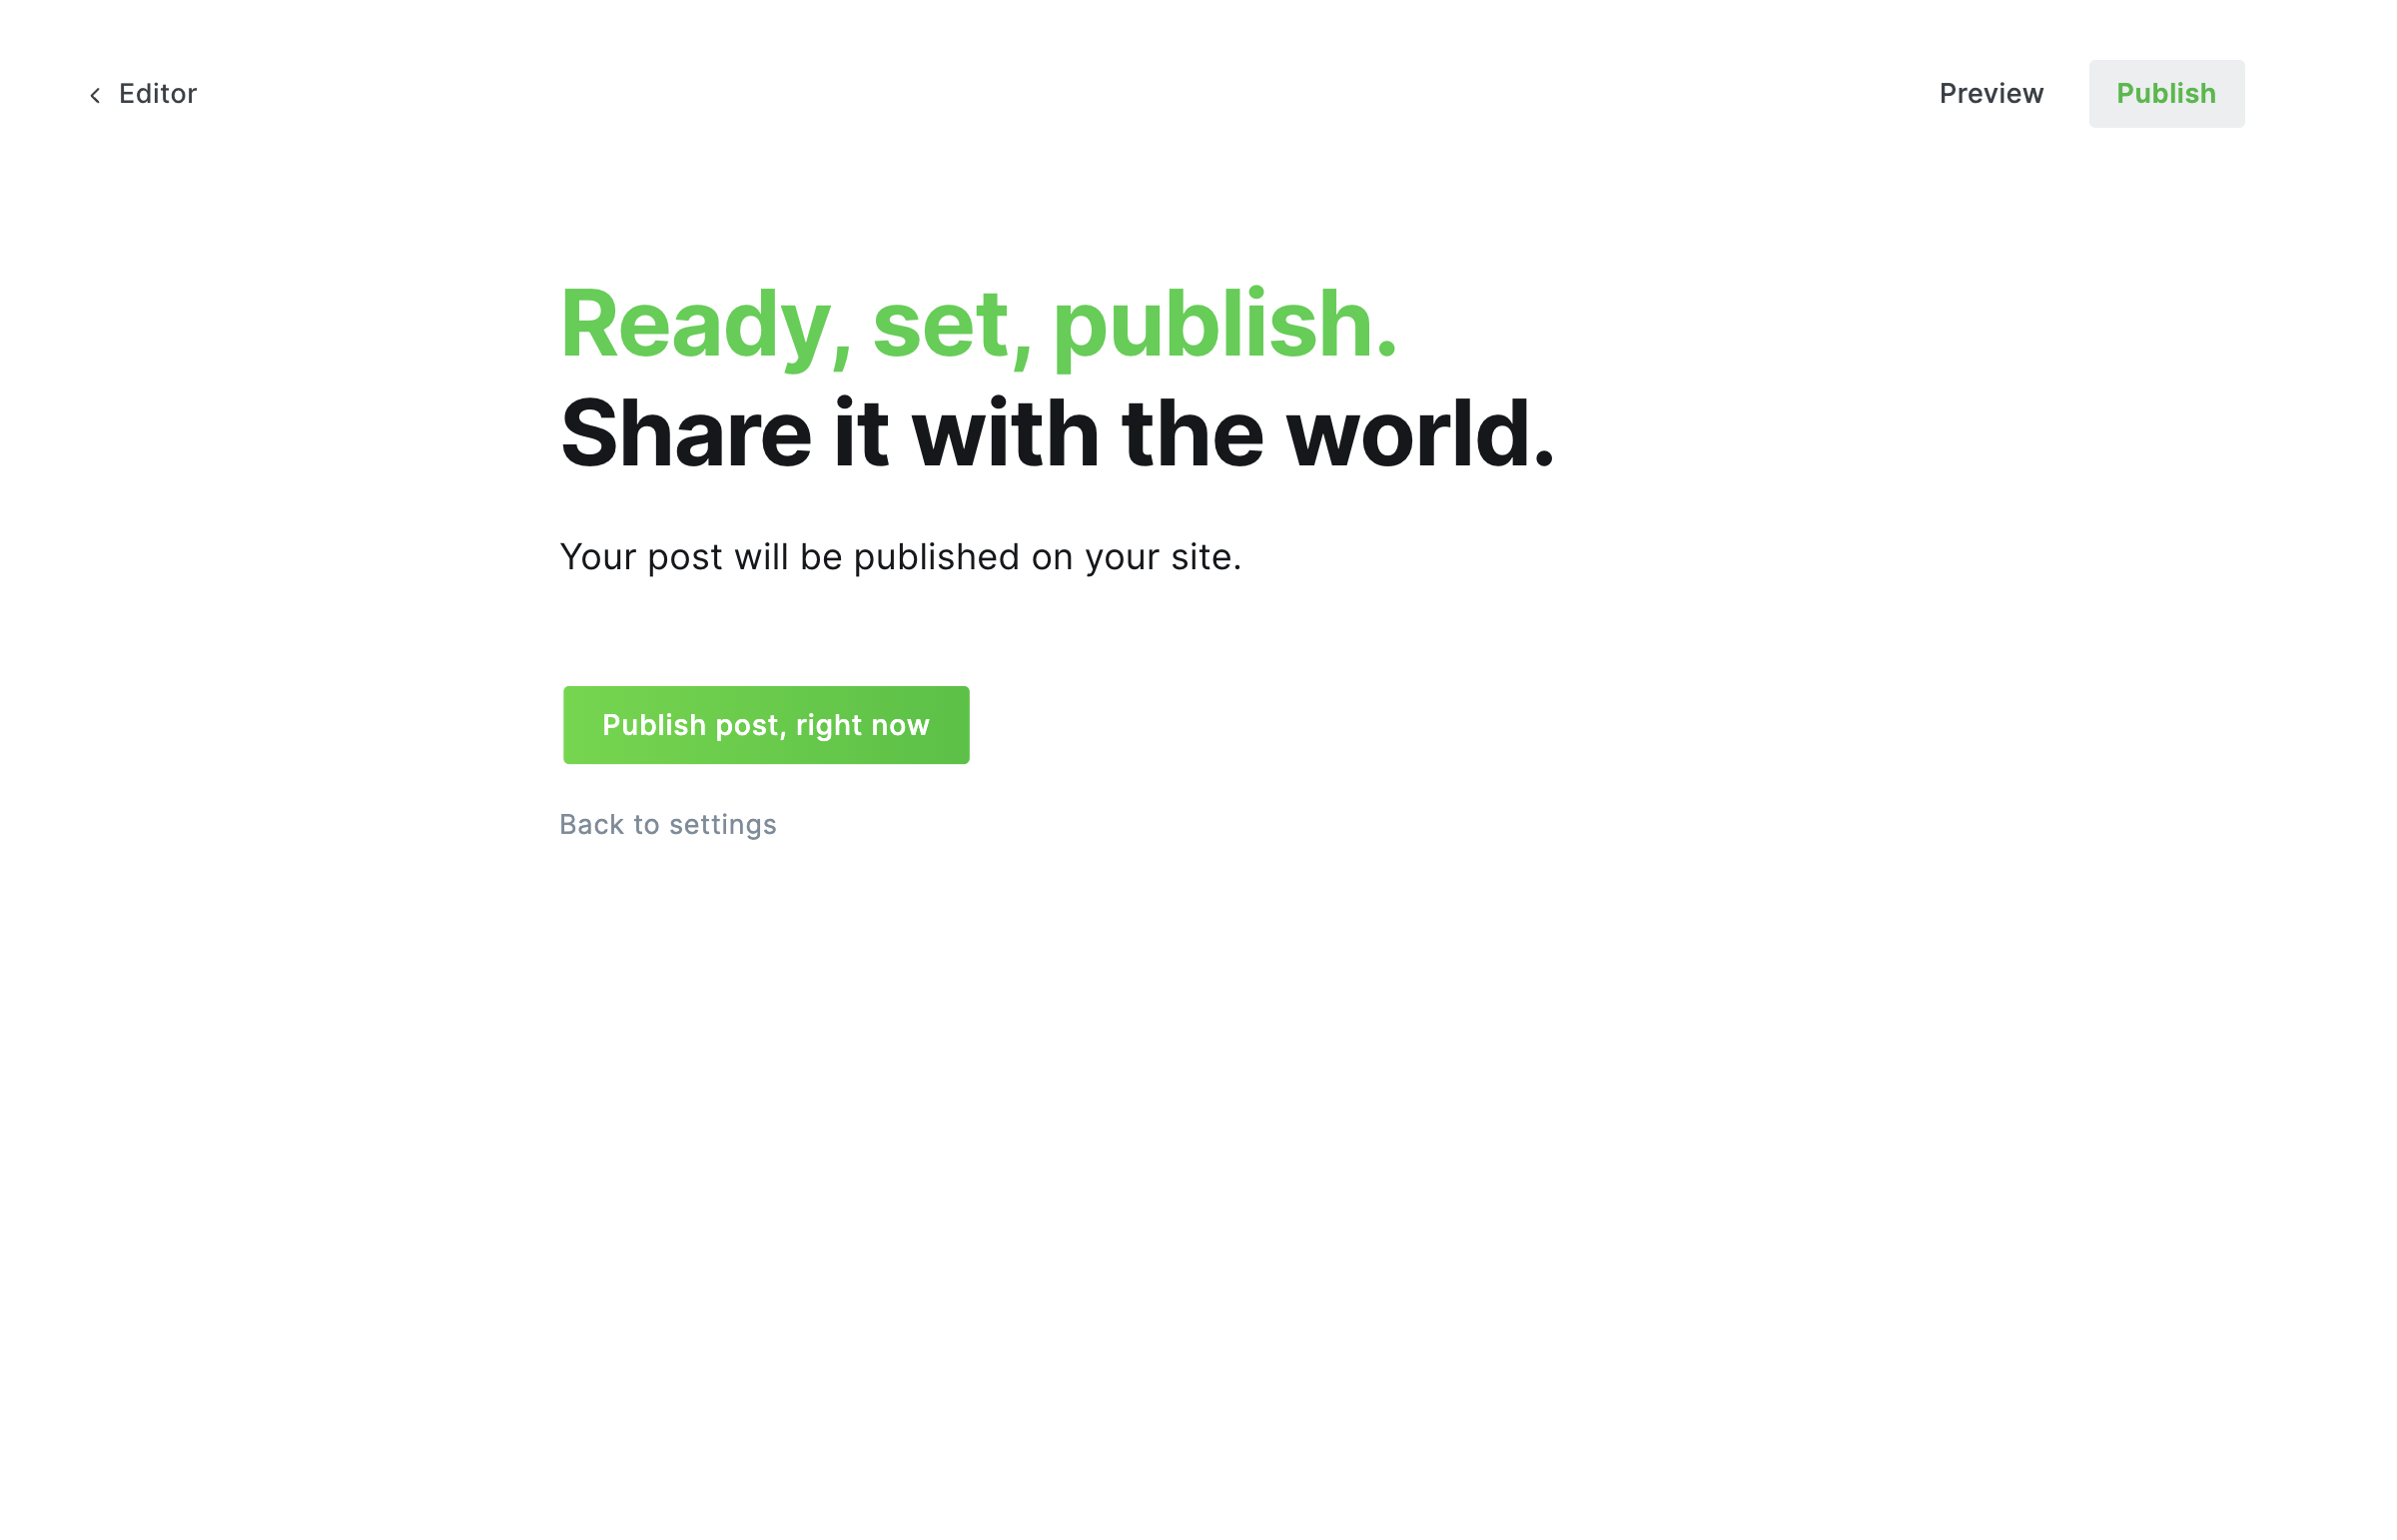 Editor
Preview
Publish
Ready, set, publish.
Share it with the world.
Your post will be published on your site.
Publish post, right now
Back to settings